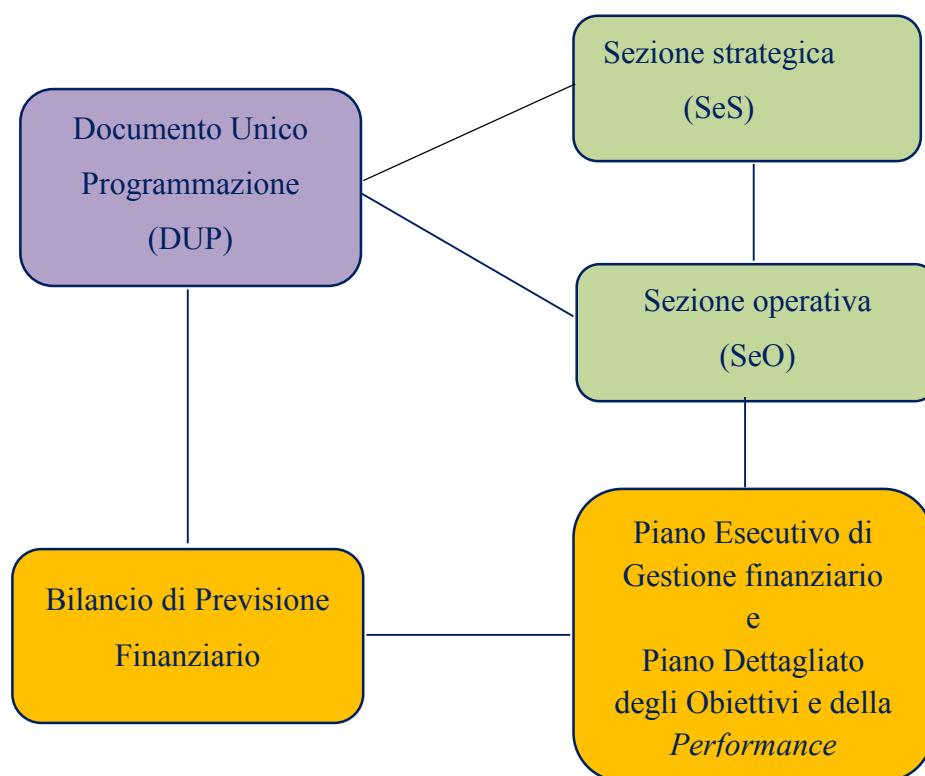 Documento Unico
Programmazione
(DUP)
Sezione strategica
(SeS)
Sezione operativa
(SeO)
Bilancio di Previsione
Finanziario
Piano Esecutivo di
Gestione finanziario
e
Piano Dettagliato
degli Obiettivi e della
Performance